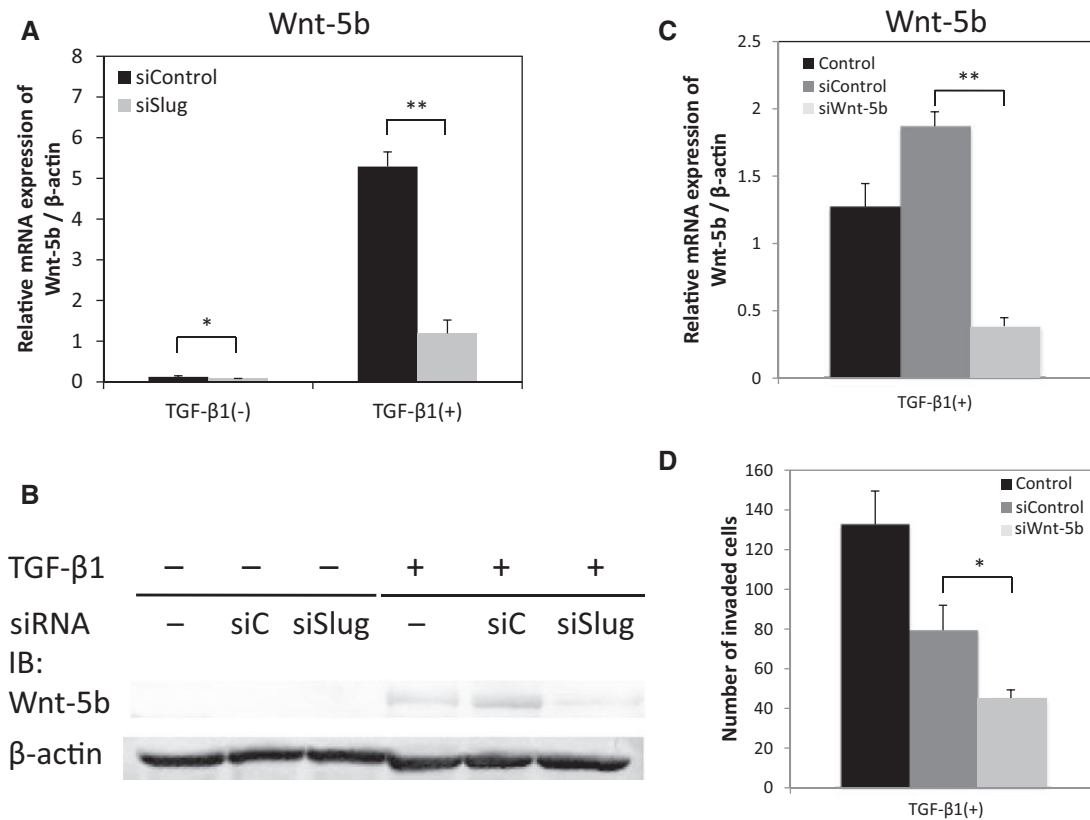 A
Wnt-5b
Relative mRNA expression of
Wnt-5b / β-actin
8
7
6
5
4
3
2
1
0
siControl
siSlug
*
**
TGF-β1(-)
TGF-β1(+)
B
TGF-β1 – – – + + +
siRNA – siC siSlug – siC siSlug
IB:
Wnt-5b
β-actin
C
Wnt-5b
Relative mRNA expression of
Wnt-5b / β-actin
2.5
2
1.5
1
0.5
0
Control
siControl
siWnt-5b
**
TGF-β1(+)
D
Number of invaded cells
160
140
120
100
80
60
40
20
0
Control
siControl
siWnt-5b
*
TGF-β1(+)